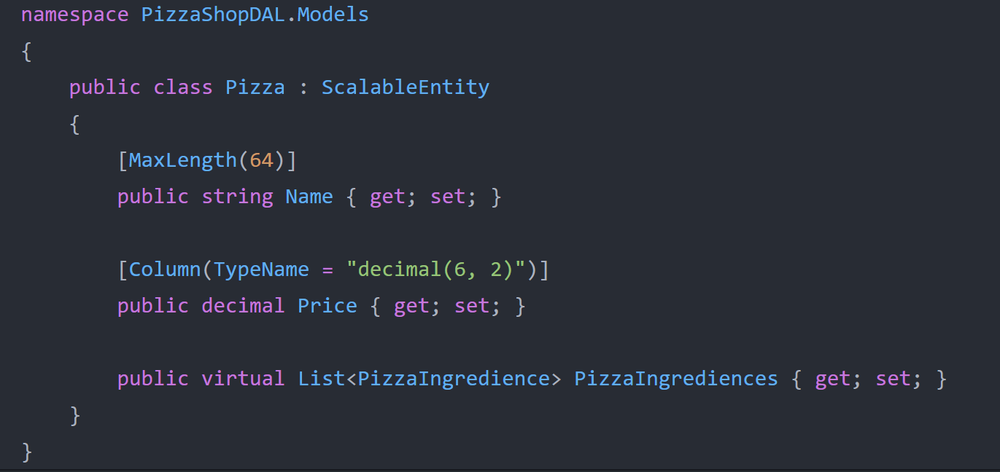 namespace PizzaShopDAL.Models
{
    public class Pizza : ScalableEntity
    {
        [MaxLength(64)]
        public string Name { get; set; }

        [Column(TypeName = "decimal(6, 2)")]
        public decimal Price { get; set; }

        public virtual List<PizzaIngredience> PizzaIngrediences { get; set; }
    }
}